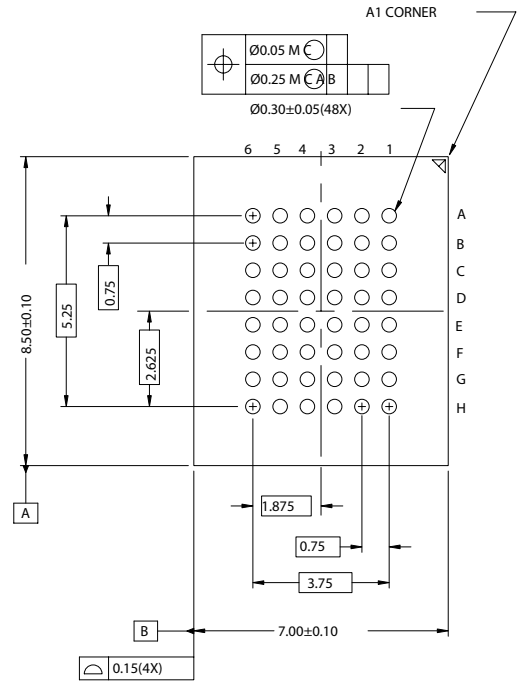 A1 CORNER
Ø0.05 M C
Ø0.25 M C A B
Ø0.30±0.05(48X)
6 5 4 3 2 1
A
B
C
D
E
F
G
H
8.50±0.10
5.25
0.75
2.625
A
1.875
0.75
3.75
B
7.00±0.10
0.15(4X)